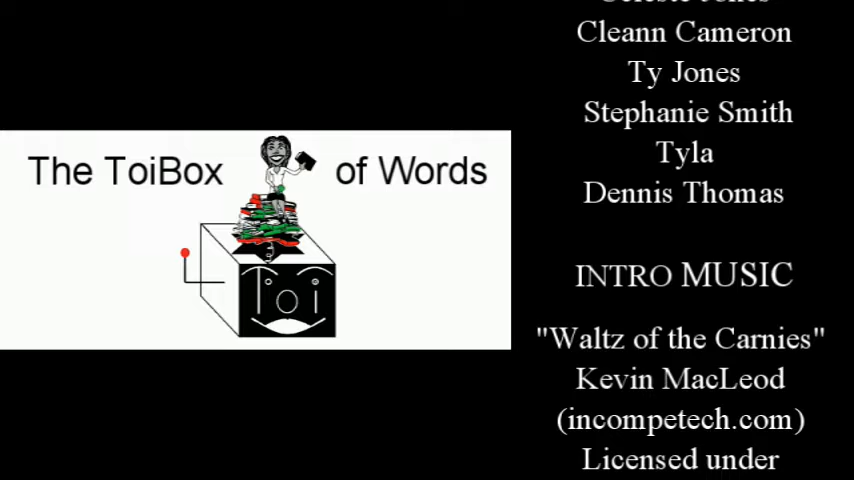 The ToiBox of Words
Toi
Cleann Cameron
Ty Jones
Stephanie Smith
Tyla
Dennis Thomas
INTRO MUSIC
"Waltz of the Carnies"
Kevin MacLeod
(incompetech.com)
Licensed under